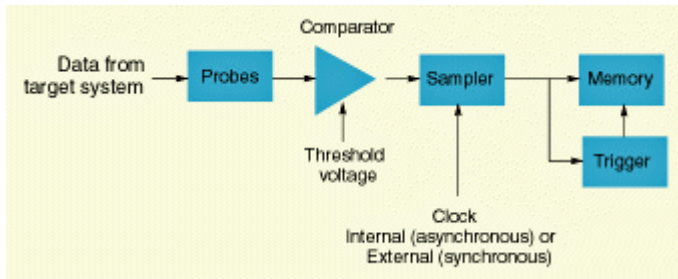 Comparator
Data from
target system
Probes
Sampler
Memory
Threshold
voltage
Trigger
Clock
Internal (asynchronous) or
External (synchronous)